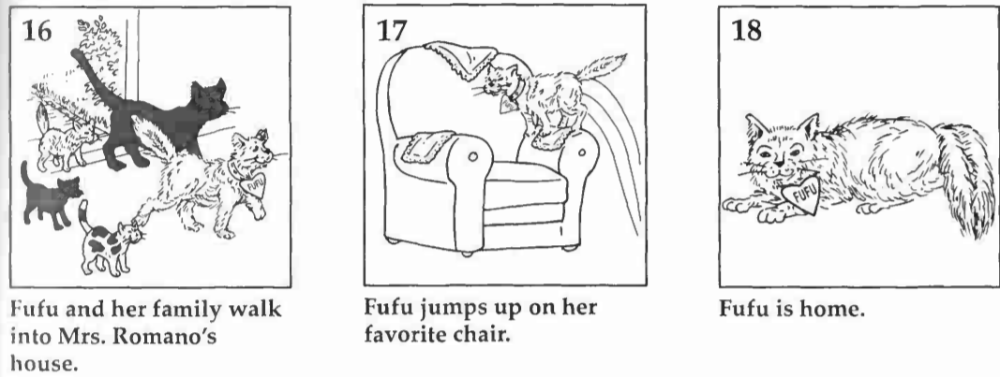 16
FUFU
Fufu and her family walk
into Mrs. Romano's
house.
17
Fufu jumps up on her
favorite chair.
18
FUFU
Fufu is home.